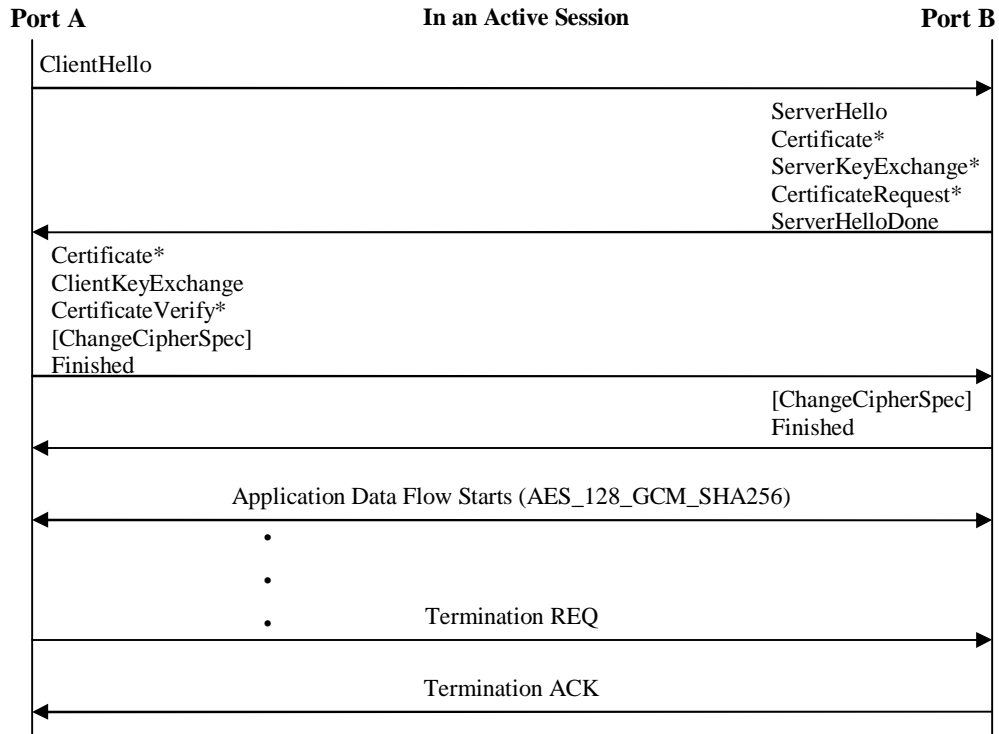 Port A
In an Active Session
Port B
ClientHello
ServerHello
Certificate*
ServerKeyExchange*
CertificateRequest*
ServerHelloDone
Certificate*
ClientKeyExchange
CertificateVerify*
[ChangeCipherSpec]
Finished
[ChangeCipherSpec]
Finished
Application Data Flow Starts (AES_128_GCM_SHA256)
Termination REQ
Termination ACK